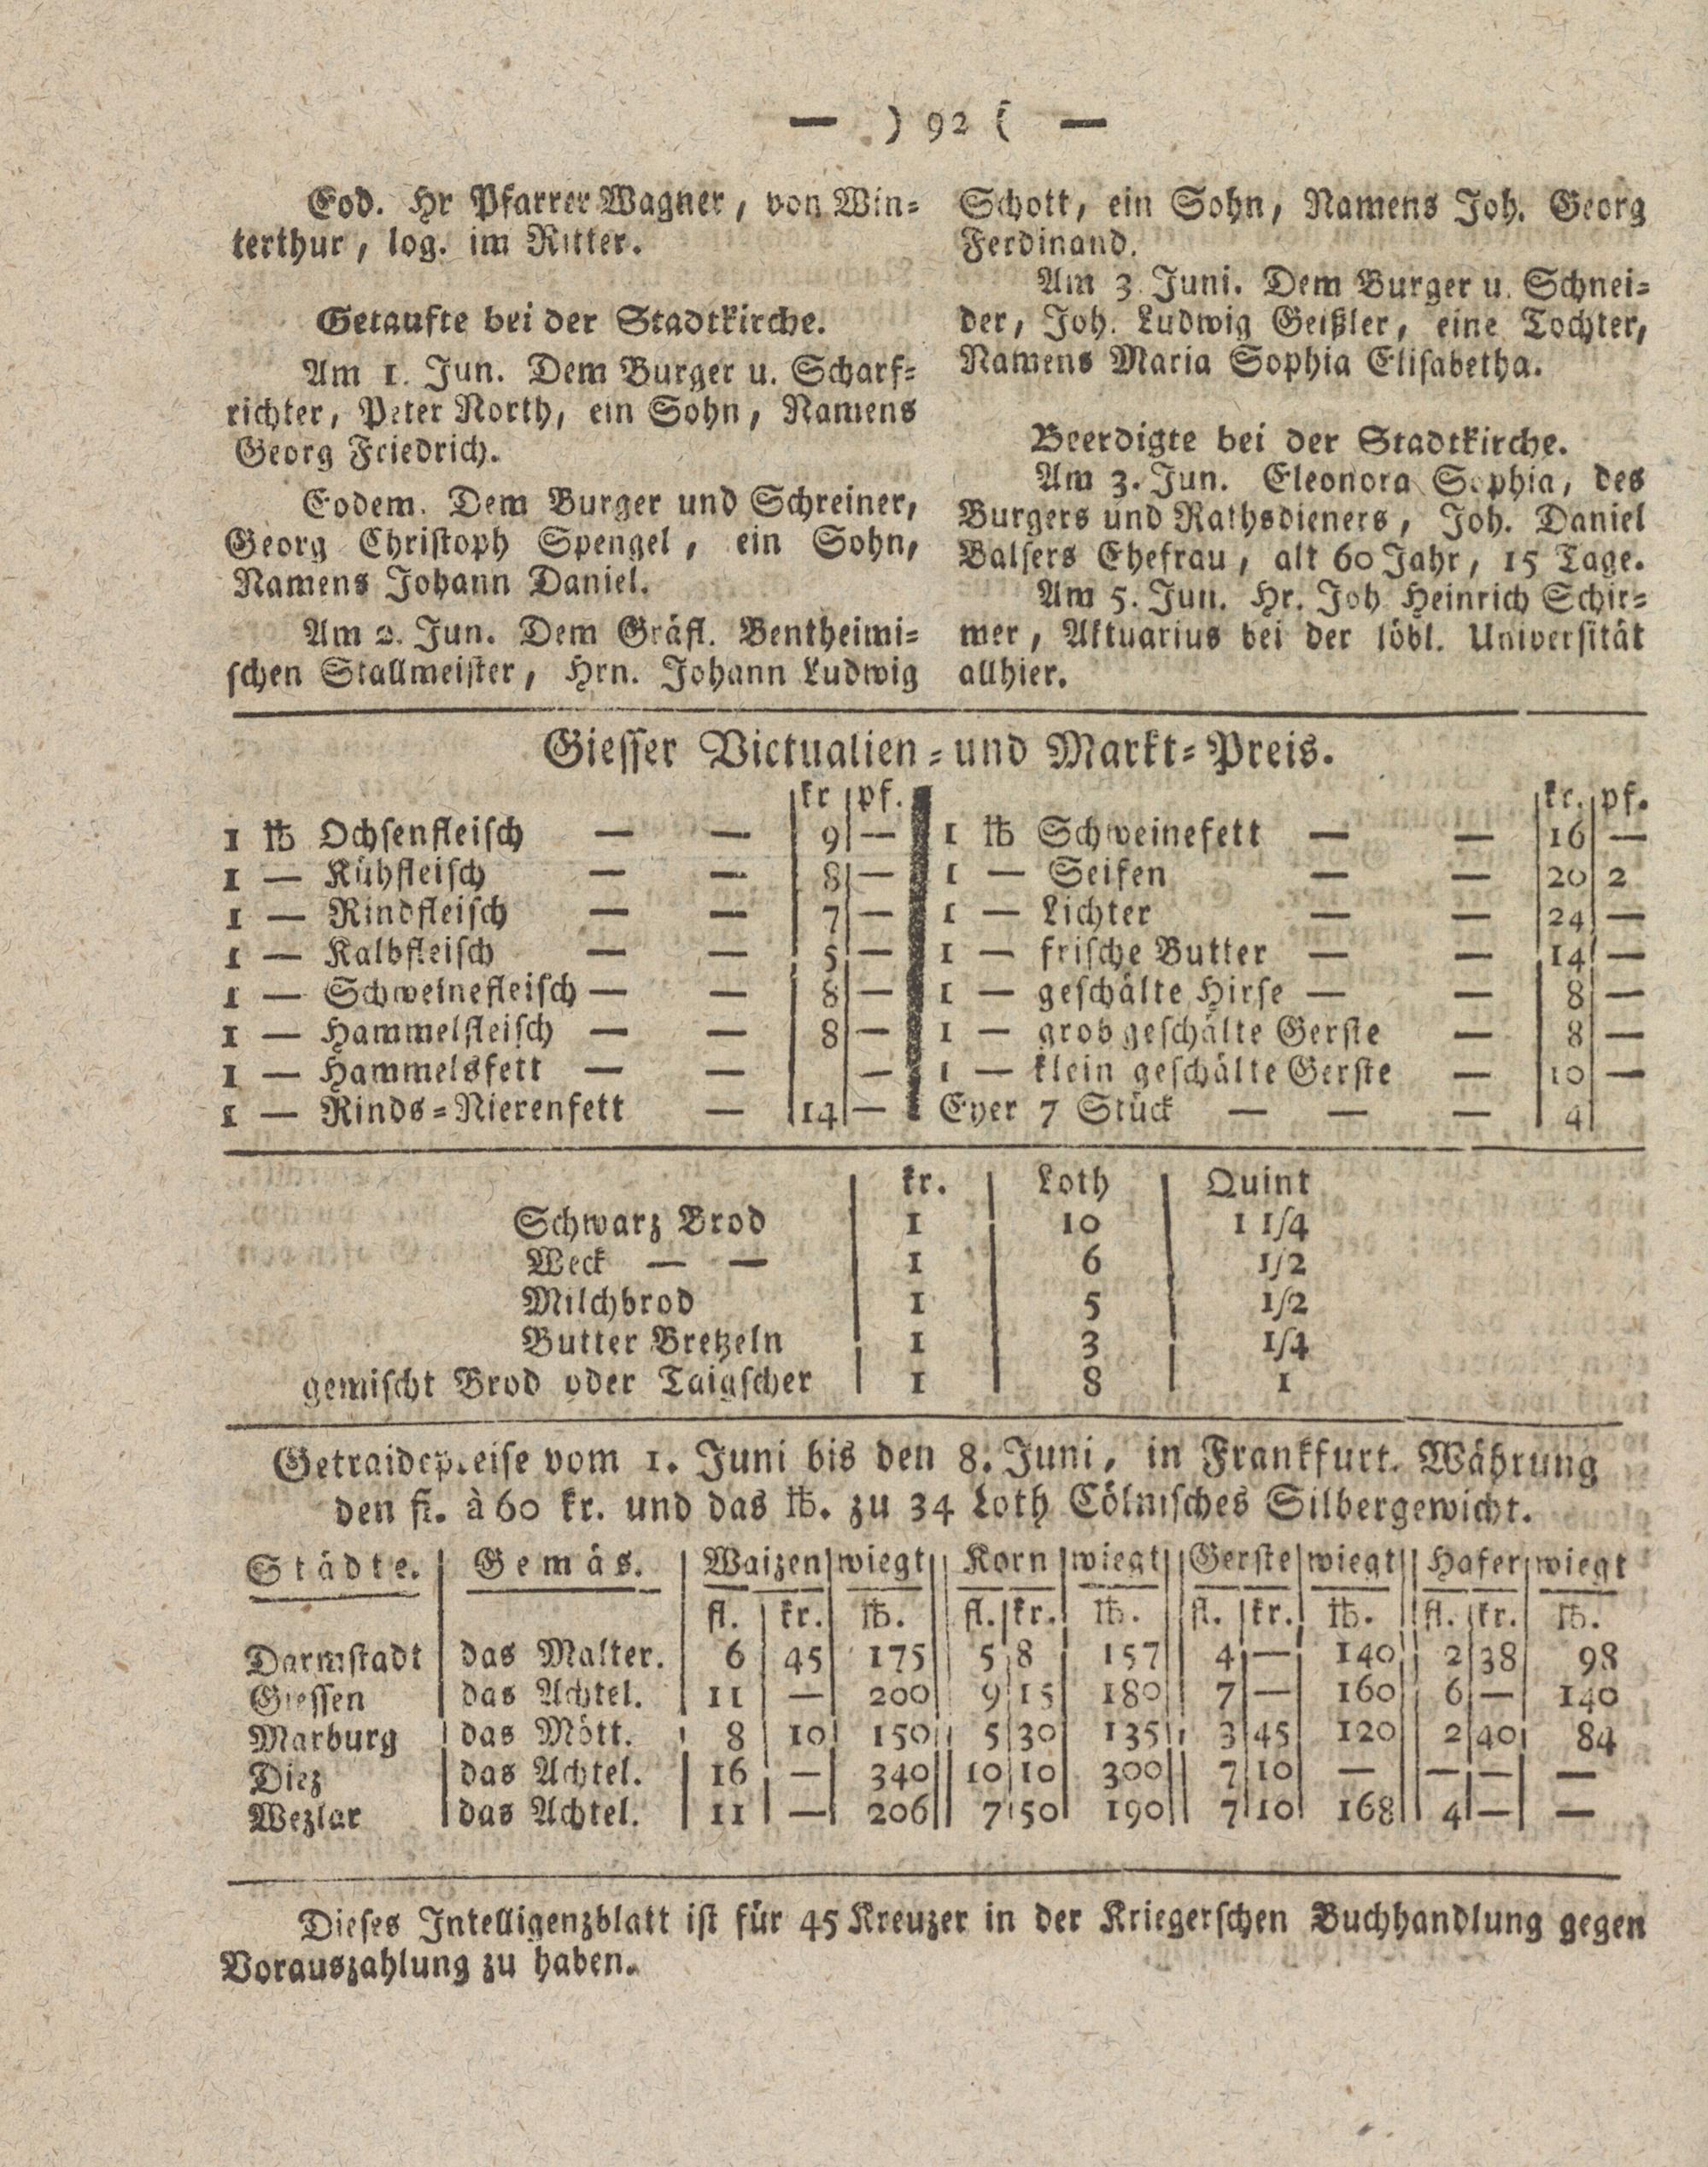 — ) 92 ( —
Eod. Hr Pfarrer Wagner, von Win-
terthur, log. im Ritter.
Getaufte bei der Stadtkirche.
Am 1. Jun. Dem Burger u. Scharf-
richter, Peter North, ein Sohn, Namens
Georg Friedrich.
Eodem. Dem Burger und Schreiner,
Georg Christoph Spengel, ein Sohn,
Namens Johann Daniel.
Am 2. Jun. Dem Gräfl. Bentheimi-
schen Stallmeister, Hrn. Johann Ludwig
Schott, ein Sohn, Namens Joh. Georg
Ferdinand.
Am 3 Juni. Dem Burger u. Schnei-
der, Joh. Ludwig Geißler, eine Tochter,
Namens Maria Sophia Elisabetha.
Beerdigte bei der Stadtkirche.
Am 3. Jun. Eleonora Sophia, des
Burgers und Rathsdieners, Joh. Daniel
Balsers Ehefrau, alt 60 Jahr, 15 Tage.
Am 5. Jun. Hr. Joh Heinrich Schir-
mer, Aktuarius bei der löbl. Universität
allhier.
Giesser Victualien- und Markt-Preis.
kr pf.
1 ℔ Ochsenfleisch — — 9 —
1 — Kühfleisch — — 8 —
1 — Rindfleisch — — 7 —
1 — Kalbfleisch — — 5 —
1 — Schweinefleisch — — 8 —
1 — Hammelfleisch — — 8 —
1 — Hammelsfett — — —
1 — Rinds-Nierenfett — 14 —
kr. pf.
1 ℔ Schweinefett — — 16 —
1 — Seifen — — 20 2
1 — Lichter — — 24 —
1 — frische Butter — — 14 —
1 — geschälte Hirse — — 8 —
1 — grob geschälte Gerste — 8 —
1 — klein geschälte Gerste — 10 —
Eyer 7 Stück — — — 4
kr. Loth Quint
Schwarz Brod 1 10 1 1/4
Weck — — 1 6 1/2
Milchbrod 1 5 1/2
Butter Bretzeln 1 3 1/4
gemischt Brod oder Taigscher 1 8 1
Getraidepreise vom 1. Juni bis den 8. Juni, in Frankfurt. Währung
den fl. à 60 kr. und das ℔. zu 34 Loth Cölnisches Silbergewicht.
Städte. Gemäs. Waizen wiegt Korn wiegt Gerste wiegt Hafer wiegt
fl. kr. ℔. fl. kr. ℔. fl. kr. ℔. fl. kr. ℔.
Darmstadt das Malter. 6 45 175 5 8 157 4 — 140 2 38 98
Giessen das Achtel. 11 — 200 9 15 180 7 — 160 6 — 140
Marburg das Mött. 8 10 150 5 30 135 3 45 120 2 40 84
Diez das Achtel. 16 — 340 10 10 300 7 10 — — — —
Wezlar das Achtel. 11 — 206 7 50 190 7 10 168 4 — —
Dieses Intelligenzblatt ist für 45 Kreuzer in der Kriegerschen Buchhandlung gegen
Vorauszahlung zu haben.